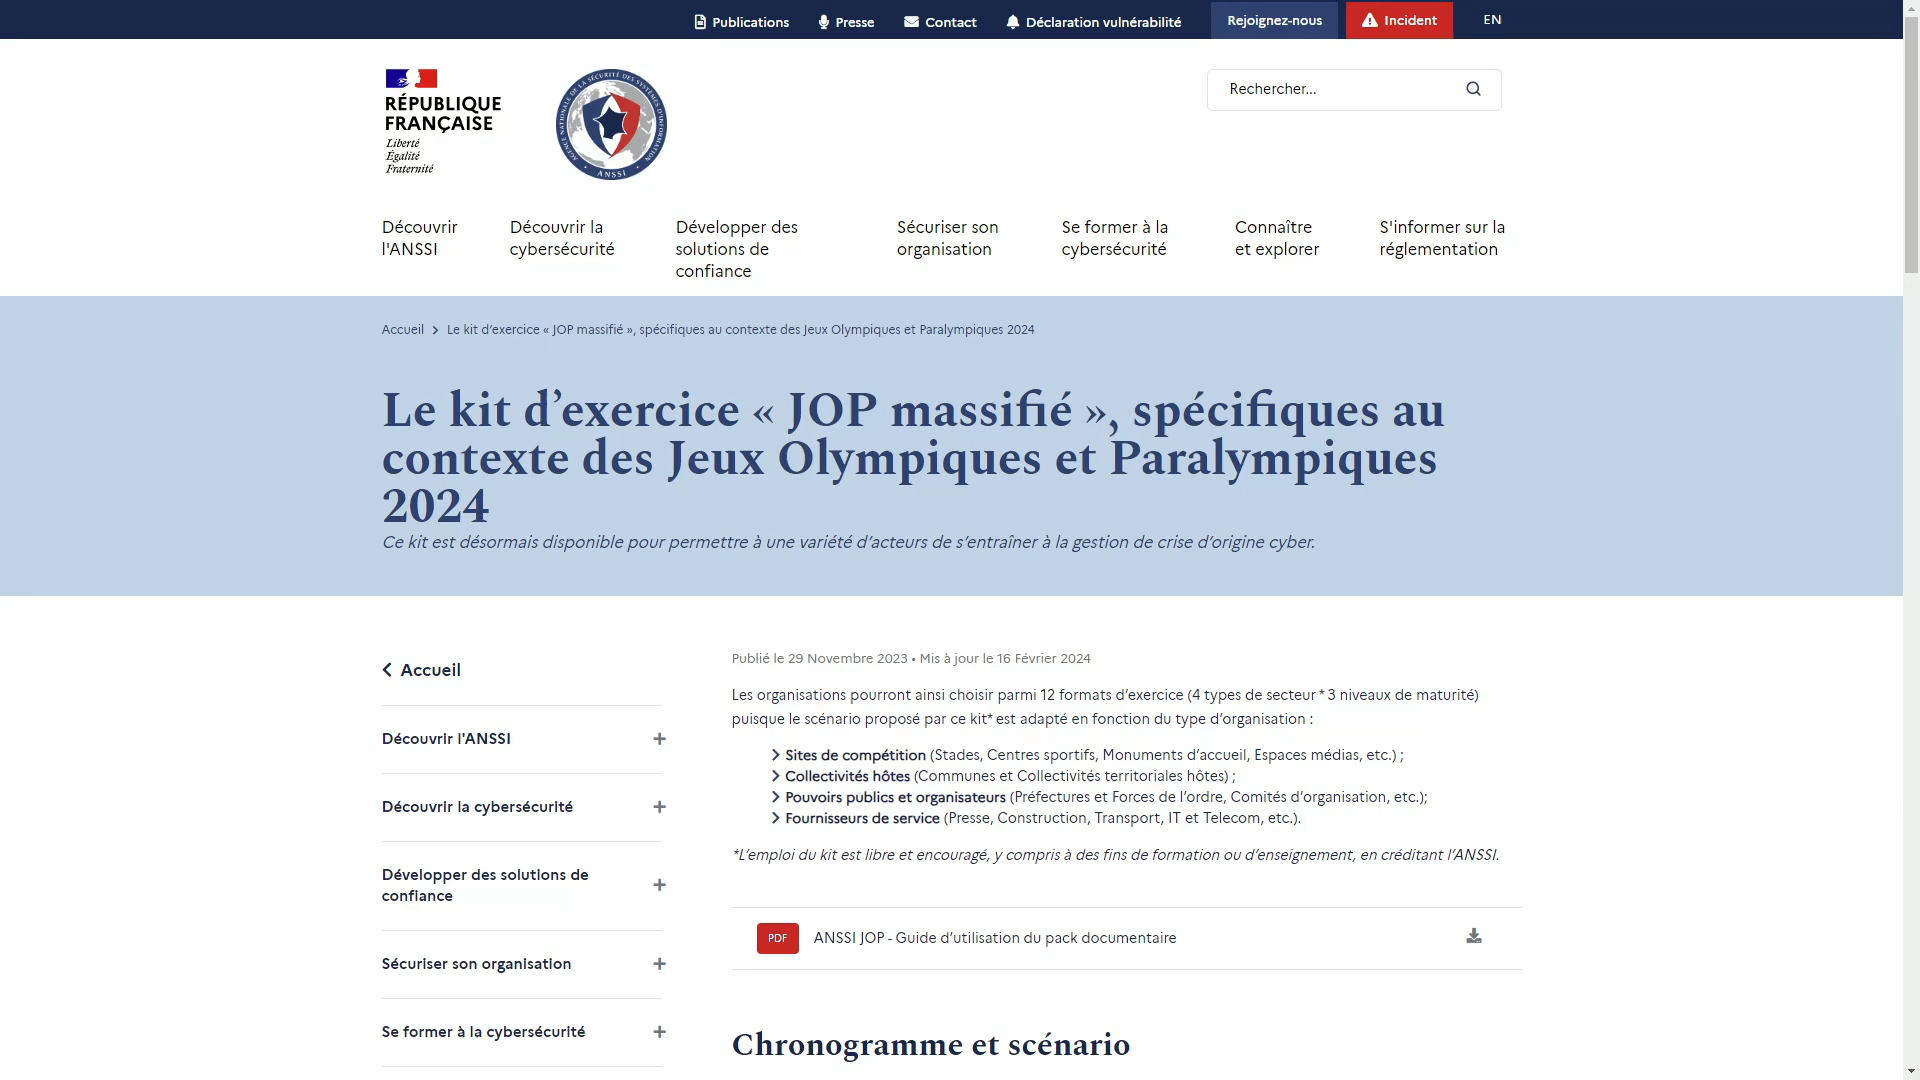 Publications
Presse
Contact
Déclaration vulnérabilité
Rejoignez-nous
Incident
EN
RÉPUBLIQUE
FRANÇAISE
Liberté
Égalité
Fraternité
AGENCE NATIONALE DE LA SÉCURITÉ DES SYSTÈMES D'INFORMATION
ANSSI
Rechercher...
Découvrir
l'ANSSI
Découvrir la
cybersécurité
Développer des
solutions de
confiance
Sécuriser son
organisation
Se former à la
cybersécurité
Connaître
et explorer
S'informer sur la
réglementation
Accueil
Le kit d’exercice « JOP massifié », spécifiques au contexte des Jeux Olympiques et Paralympiques 2024
Le kit d’exercice « JOP massifié », spécifiques au
contexte des Jeux Olympiques et Paralympiques
2024
Ce kit est désormais disponible pour permettre à une variété d’acteurs de s’entraîner à la gestion de crise d’origine cyber.
Accueil
Découvrir l'ANSSI
Découvrir la cybersécurité
Développer des solutions de
confiance
Sécuriser son organisation
Se former à la cybersécurité
Publié le 29 Novembre 2023 • Mis à jour le 16 Février 2024
Les organisations pourront ainsi choisir parmi 12 formats d’exercice (4 types de secteur * 3 niveaux de maturité)
puisque le scénario proposé par ce kit* est adapté en fonction du type d’organisation :
Sites de compétition (Stades, Centres sportifs, Monuments d’accueil, Espaces médias, etc.) ;
Collectivités hôtes (Communes et Collectivités territoriales hôtes) ;
Pouvoirs publics et organisateurs (Préfectures et Forces de l’ordre, Comités d’organisation, etc.);
Fournisseurs de service (Presse, Construction, Transport, IT et Telecom, etc.).
*L’emploi du kit est libre et encouragé, y compris à des fins de formation ou d’enseignement, en créditant l’ANSSI.
PDF
ANSSI JOP - Guide d’utilisation du pack documentaire
Chronogramme et scénario